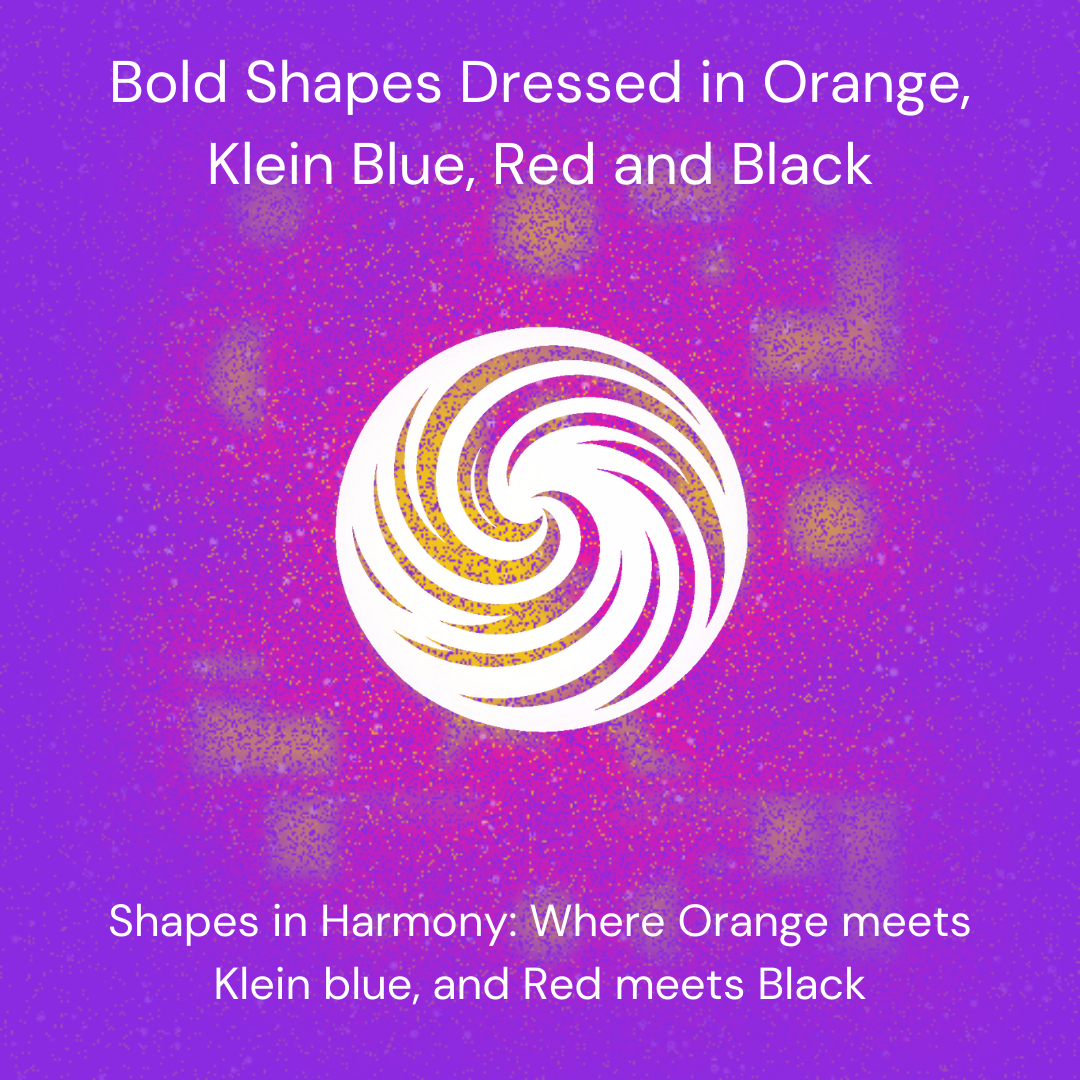 Bold Shapes Dressed in Orange,
Klein Blue, Red and Black
Shapes in Harmony: Where Orange meets
Klein blue, and Red meets Black